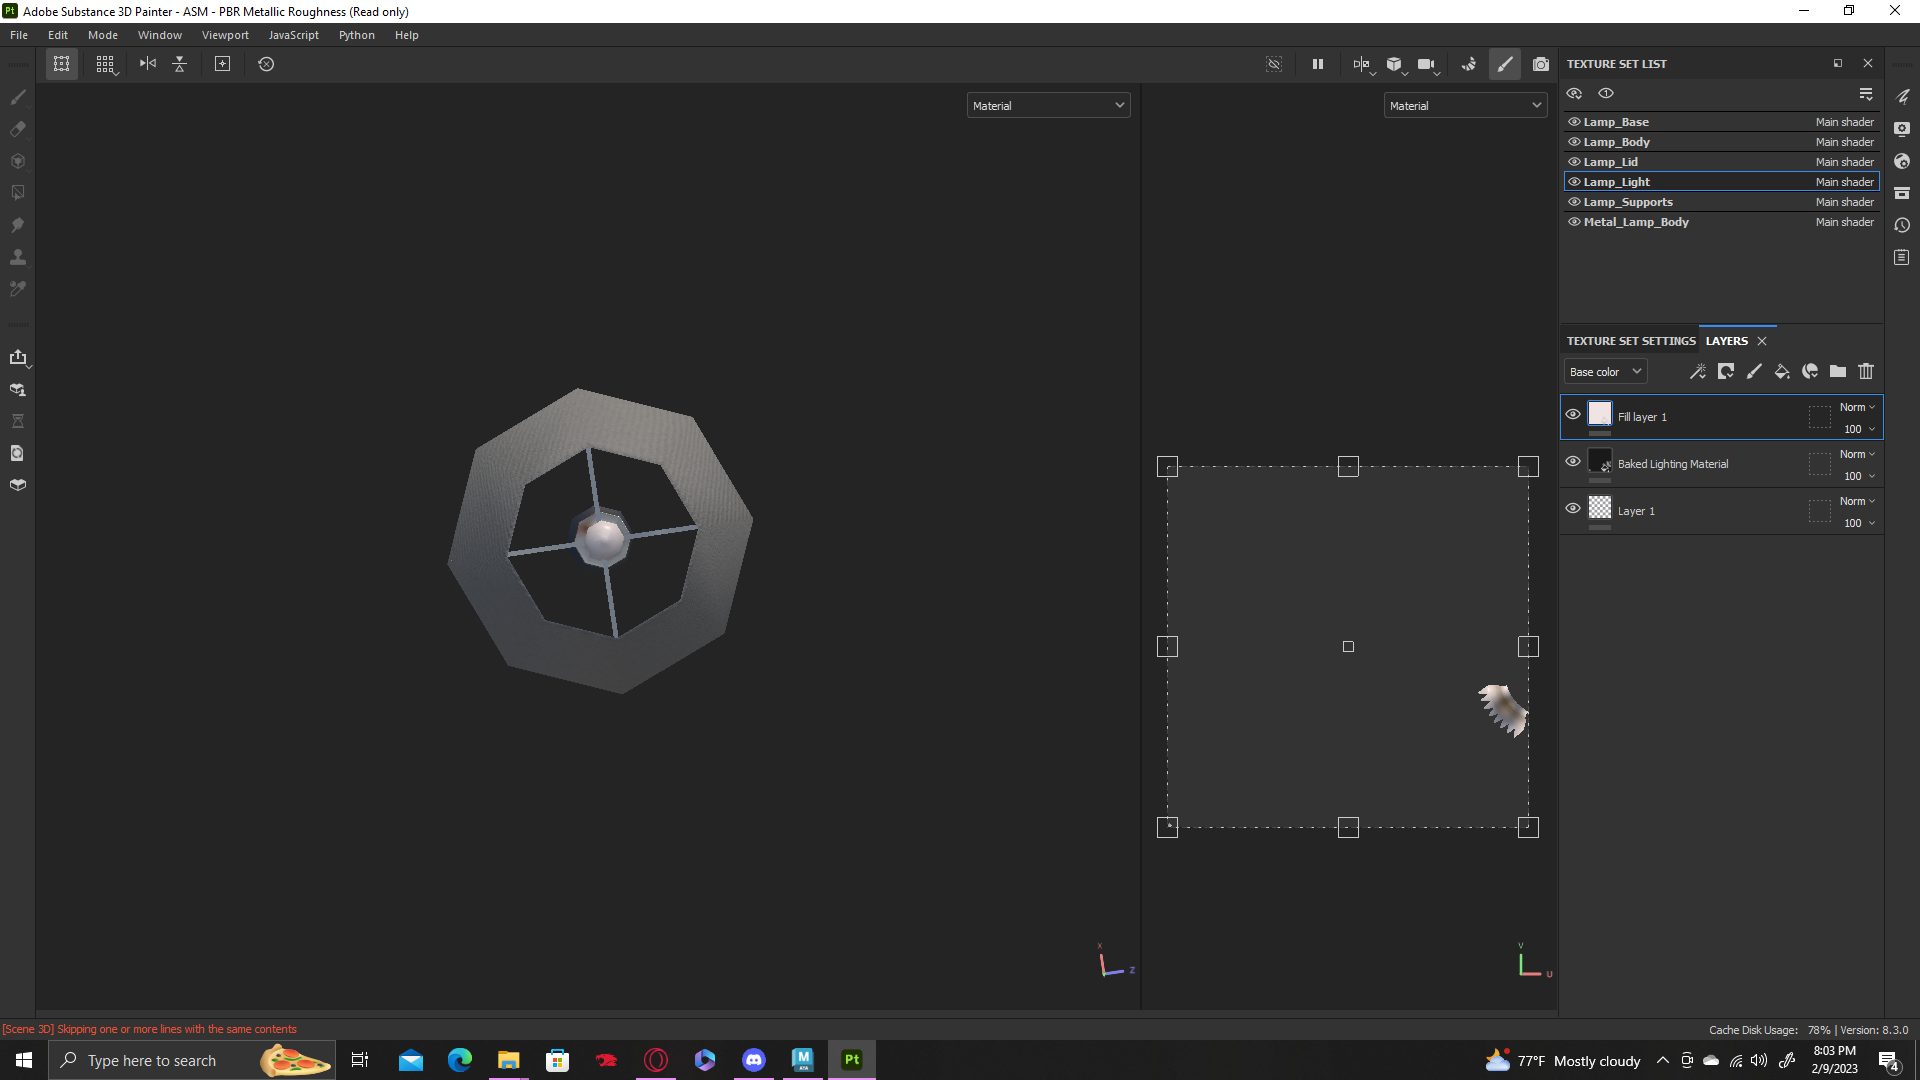 Pt Adobe Substance 3D Painter - ASM - PBR Metallic Roughness (Read only)
File Edit Mode Window Viewport JavaScript Python Help
TEXTURE SET LIST
Material
Material
1
Lamp_Base Main shader
Lamp_Body Main shader
Lamp_Lid Main shader
Lamp_Light Main shader
Lamp_Supports Main shader
Metal_Lamp_Body Main shader
TEXTURE SET SETTINGS LAYERS
Base color
Fill layer 1 Norm
100
Baked Lighting Material Norm
100
Layer 1 Norm
100
X
Z
V
U
[Scene 3D] Skipping one or more lines with the same contents
Cache Disk Usage: 78% | Version: 8.3.0
Type here to search
M
Pt
77°F Mostly cloudy
8:03 PM
2/9/2023
4